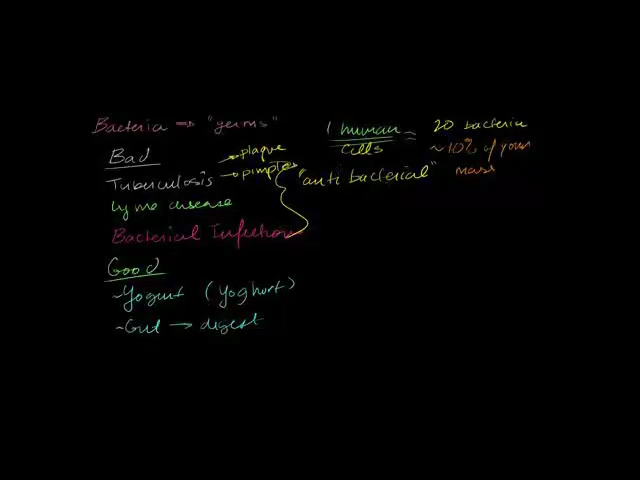 Bacteria → "germs"
1 human cells = 20 bacteria
~10% of your mass
Bad
→ plaque
→ pimples
Tuberculosis
"anti bacterial"
Lyme disease
Bacterial Infection
Good
~Yogurt (Yoghurt)
~Gut → digest